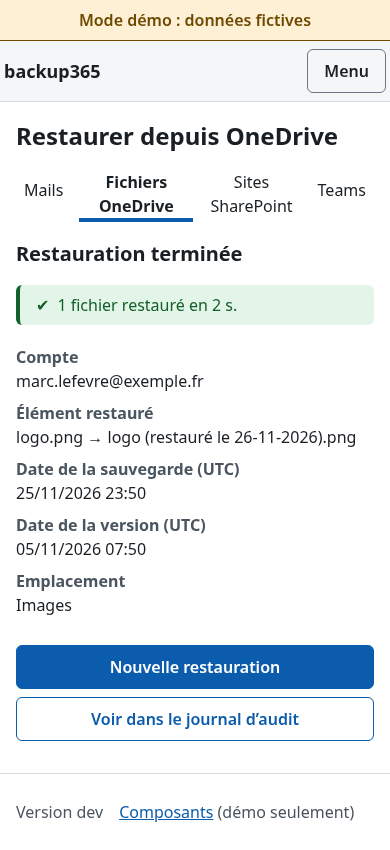 Mode démo : données fictives
backup365
Menu
Restaurer depuis OneDrive
Mails
Fichiers
OneDrive
Sites
SharePoint
Teams
Restauration terminée
✔ 1 fichier restauré en 2 s.
Compte
marc.lefevre@exemple.fr
Élément restauré
logo.png → logo (restauré le 26-11-2026).png
Date de la sauvegarde (UTC)
25/11/2026 23:50
Date de la version (UTC)
05/11/2026 07:50
Emplacement
Images
Nouvelle restauration
Voir dans le journal d’audit
Version dev Composants (démo seulement)